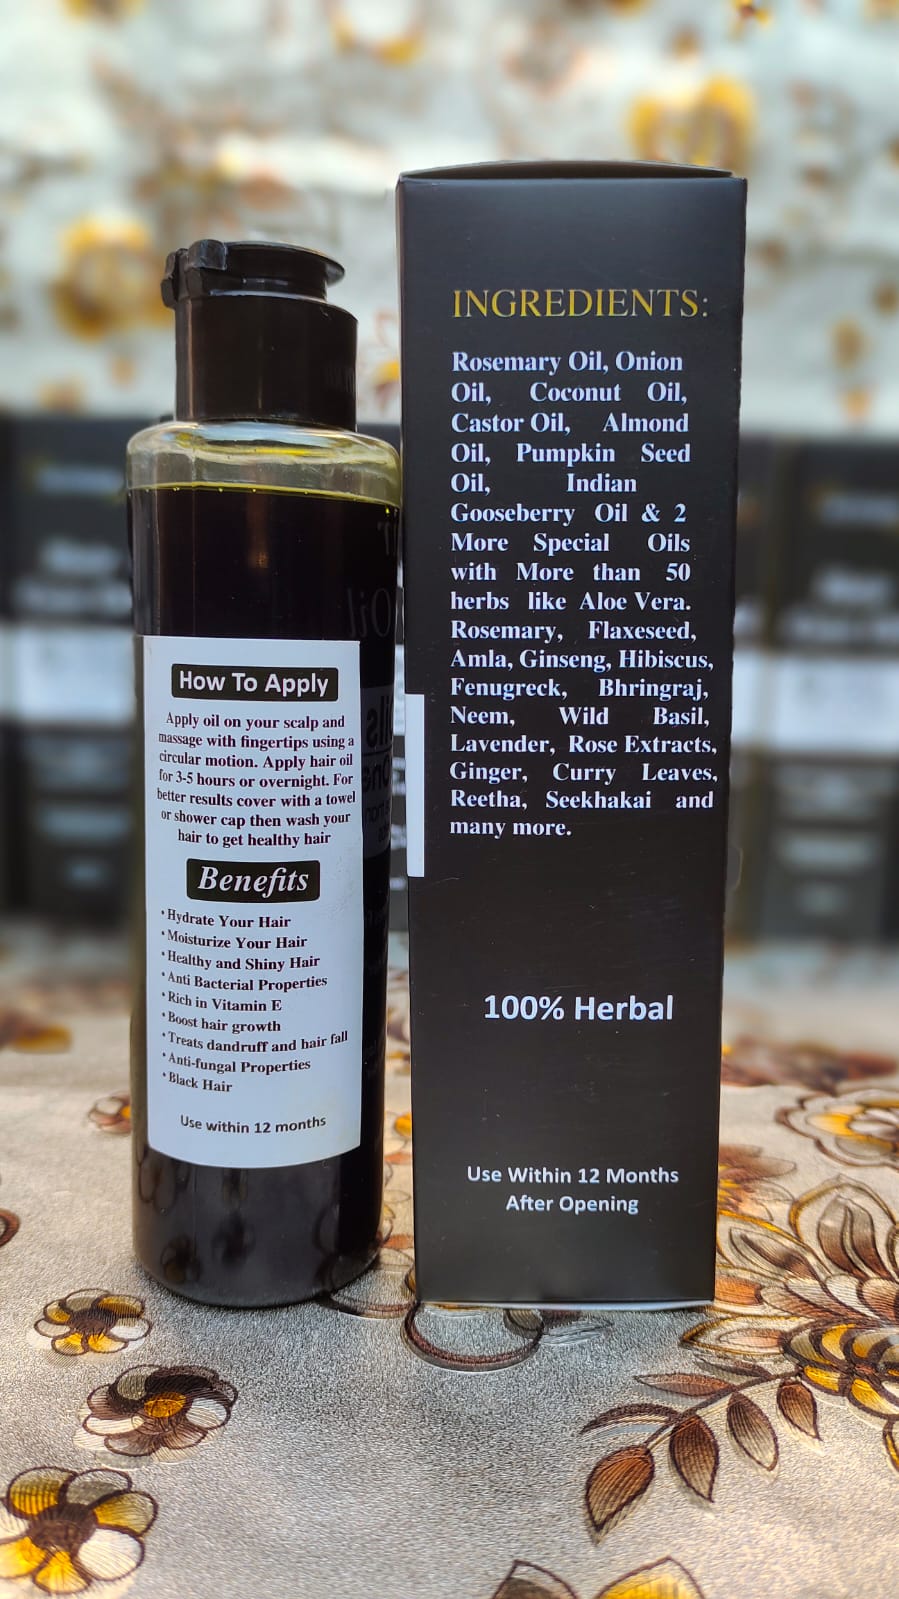 How To Apply
Apply oil on your scalp and
massage with fingertips using a
circular motion. Apply hair oil
for 3-5 hours or overnight. For
better results cover with a towel
or shower cap then wash your
hair to get healthy hair
Benefits
• Hydrate Your Hair
• Moisturize Your Hair
• Healthy and Shiny Hair
• Anti Bacterial Properties
• Rich in Vitamin E
• Boost hair growth
• Treats dandruff and hair fall
• Anti-fungal Properties
• Black Hair
Use within 12 months
INGREDIENTS:
Rosemary Oil, Onion
Oil, Coconut Oil,
Castor Oil, Almond
Oil, Pumpkin Seed
Oil, Indian
Gooseberry Oil & 2
More Special Oils
with More than 50
herbs like Aloe Vera.
Rosemary, Flaxeseed,
Amla, Ginseng, Hibiscus,
Fenugreck, Bhringraj,
Neem, Wild Basil,
Lavender, Rose Extracts,
Ginger, Curry Leaves,
Reetha, Seekhakai and
many more.
100% Herbal
Use Within 12 Months
After Opening